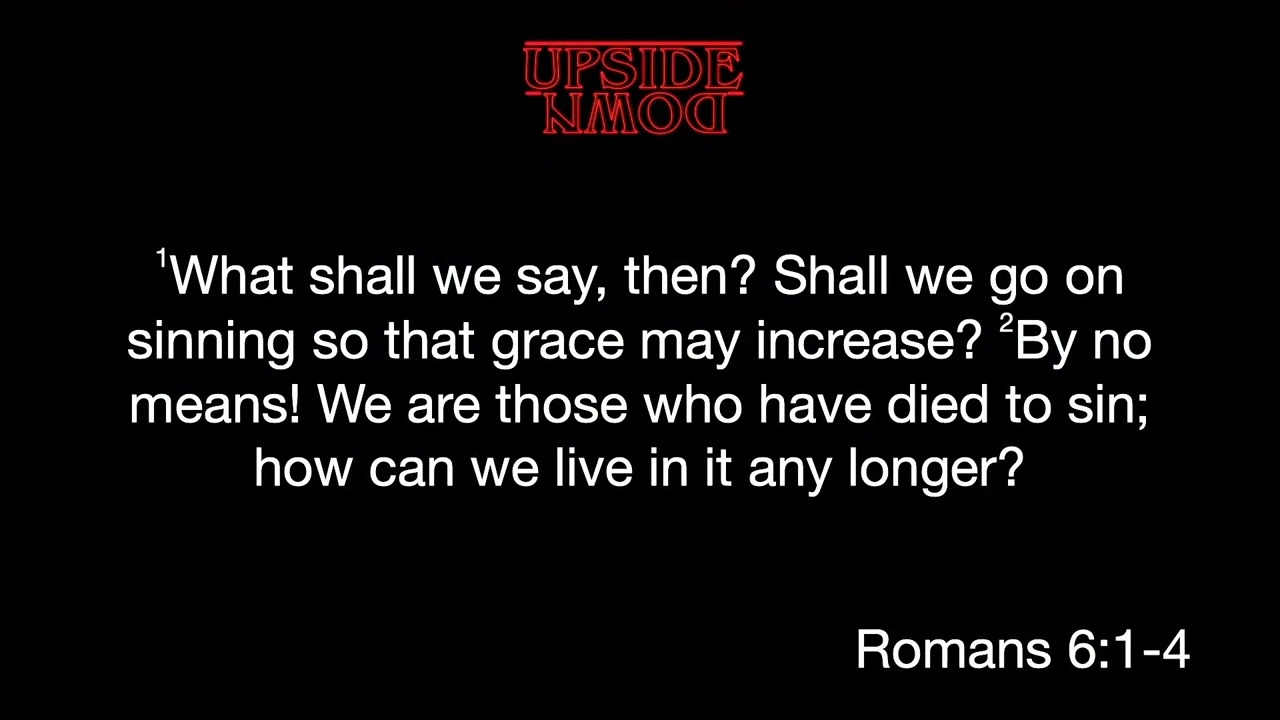 UPSIDE
DOWN
¹What shall we say, then? Shall we go on
sinning so that grace may increase? ²By no
means! We are those who have died to sin;
how can we live in it any longer?
Romans 6:1-4